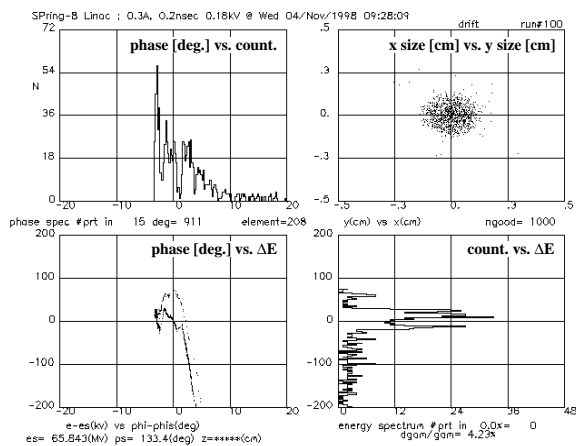 SPring-8 Linac ; 0.3A, 0.2nsec 0.18kV @ Wed 04/Nov/1998 09:28:09
drift run#100
72 phase [deg.] vs. count.
N
54
36
18
0
-20 -10 0 10 20
phase spec #prt in 15 deg= 911 element=208
x size [cm] vs. y size [cm]
.5
.3
0.
-.3
-.5
-.5 -.3 0. .3 .5
y(cm) vs x(cm) ngood= 1000
200 phase [deg.] vs. ΔE
100
0
-100
-200
-20 -10 0 10 20
e-es(kv) vs phi-phis(deg)
es= 65.843(MV) ps= 133.4(deg) z=*****(cm)
200 count. vs. ΔE
100
0
-100
-200
0 12 24 36 48
energy spectrum #prt in 0.0%= 0
dgam/gam= 4.23%